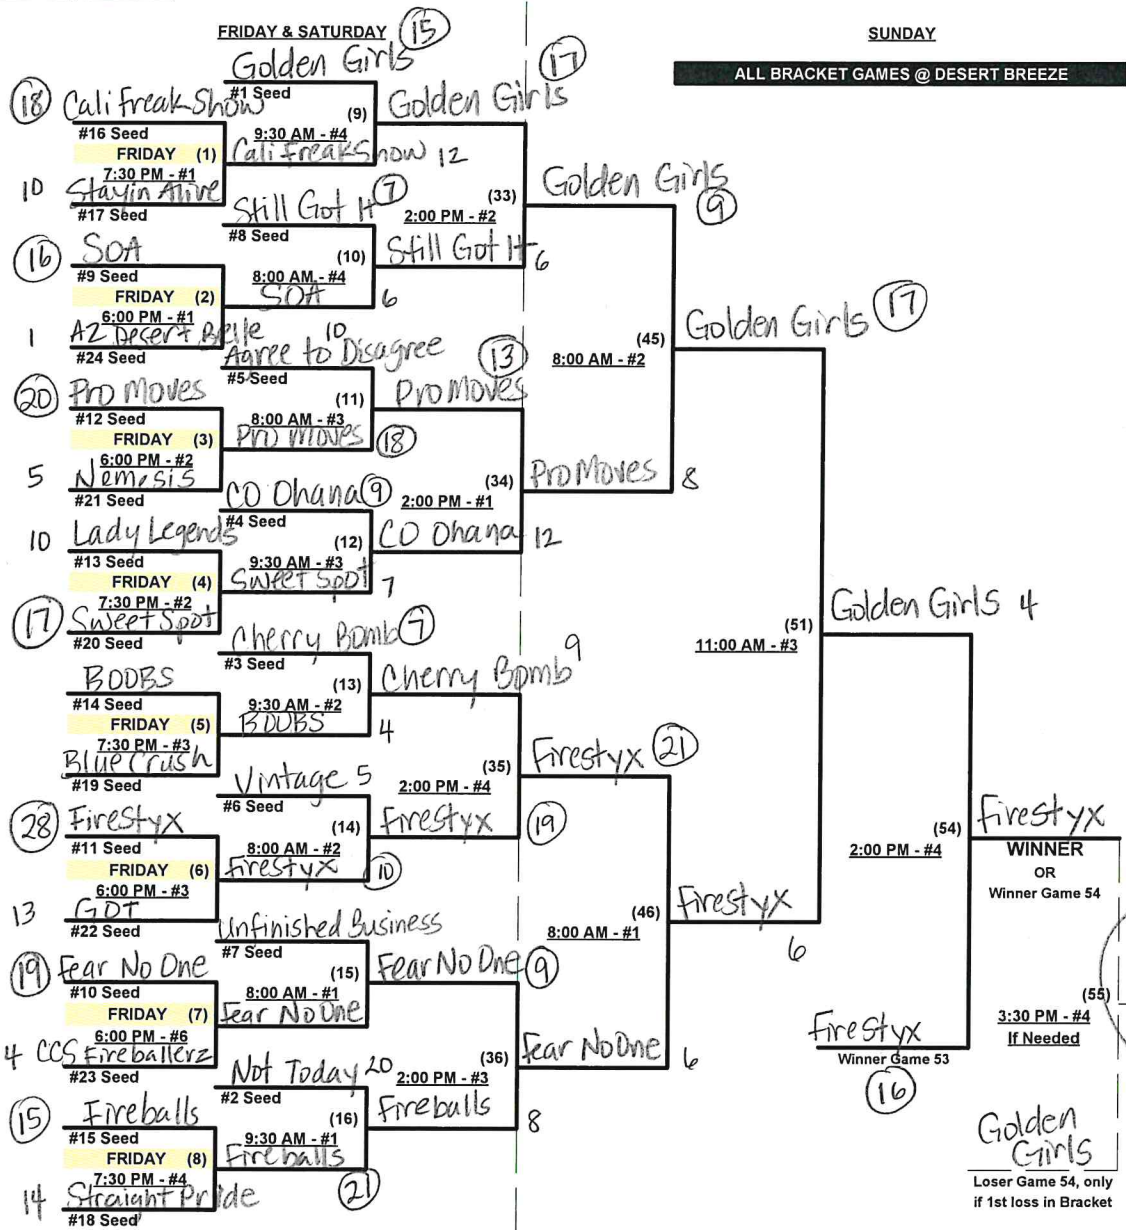 FRIDAY & SATURDAY
15
SUNDAY
Golden Girls
17
ALL BRACKET GAMES @ DESERT BREEZE
18 Cali Freak Show
#1 Seed
(9)
Golden Girls
#16 Seed
9:30 AM - #4
FRIDAY (1)
Cali Freak Show 12
7:30 PM - #1
10 Stayin Alive
#17 Seed
Still Got It 7
(33)
2:00 PM - #2
Golden Girls
9
#8 Seed
16 SOA
(10)
Still Got It 6
#9 Seed
8:00 AM - #4
FRIDAY (2)
SOA 6
6:00 PM - #1
1 AZ Desert Belle
#24 Seed
10
Agree to Disagree
13
(45)
8:00 AM - #2
Golden Girls 17
20 Pro Moves
#5 Seed
(11)
Pro Moves
#12 Seed
8:00 AM - #3
FRIDAY (3)
Pro Moves 18
6:00 PM - #2
5 Nemesis
#21 Seed
CO Ohana 9
(34)
2:00 PM - #1
Pro Moves 8
#4 Seed
10 Lady Legends
(12)
CO Ohana 12
#13 Seed
9:30 AM - #3
FRIDAY (4)
Sweet Spot 7
7:30 PM - #2
17 Sweet Spot
#20 Seed
Cherry Bomb 7
(51)
11:00 AM - #3
Golden Girls 4
#3 Seed
BOOBS
(13)
Cherry Bomb 9
#14 Seed
9:30 AM - #2
FRIDAY (5)
BOOBS 4
7:30 PM - #3
Blue Crush
#19 Seed
Vintage 5
(35)
2:00 PM - #4
Firestyx 21
#6 Seed
28 Firestyx
(14)
Firestyx 19
#11 Seed
8:00 AM - #2
FRIDAY (6)
Firestyx 10
6:00 PM - #3
13 GOT
#22 Seed
(54)
2:00 PM - #4
Firestyx
WINNER
OR
Winner Game 54
Unfinished Business
#7 Seed
(46)
8:00 AM - #1
Firestyx
6
19 Fear No One
(15)
Fear No One 9
#10 Seed
8:00 AM - #1
FRIDAY (7)
Fear No One
6:00 PM - #6
4 CCS Fireballerz
#23 Seed
(55)
3:30 PM - #4
If Needed
Firestyx
Winner Game 53
16
Not Today 20
(36)
2:00 PM - #3
Fear No One 6
#2 Seed
15 Fireballs
(16)
Fireballs 8
#15 Seed
9:30 AM - #1
FRIDAY (8)
Fireballs
21
7:30 PM - #4
14 Straight Pride
#18 Seed
Golden
Girls
Loser Game 54, only
if 1st loss in Bracket